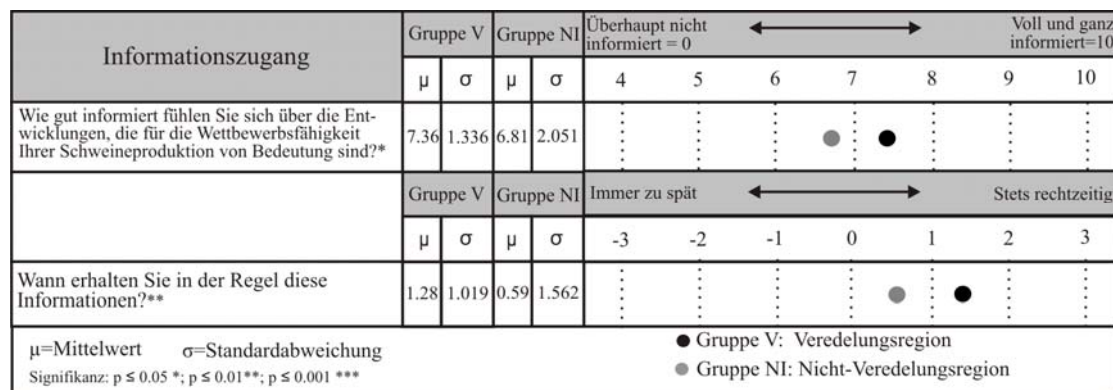 Informationszugang
Gruppe V Gruppe NI
Überhaupt nicht
informiert = 0
Voll und ganz
informiert=10
μ σ μ σ 4 5 6 7 8 9 10
Wie gut informiert fühlen Sie sich über die Ent-
wicklungen, die für die Wettbewerbsfähigkeit
Ihrer Schweineproduktion von Bedeutung sind?*
7.36 1.336 6.81 2.051
Gruppe V Gruppe NI Immer zu spät Stets rechtzeitig
μ σ μ σ -3 -2 -1 0 1 2 3
Wann erhalten Sie in der Regel diese
Informationen?**
1.28 1.019 0.59 1.562
μ=Mittelwert σ=Standardabweichung
Signifikanz: p ≤ 0.05 *; p ≤ 0.01**; p ≤ 0.001 ***
Gruppe V: Veredelungsregion
Gruppe NI: Nicht-Veredelungsregion